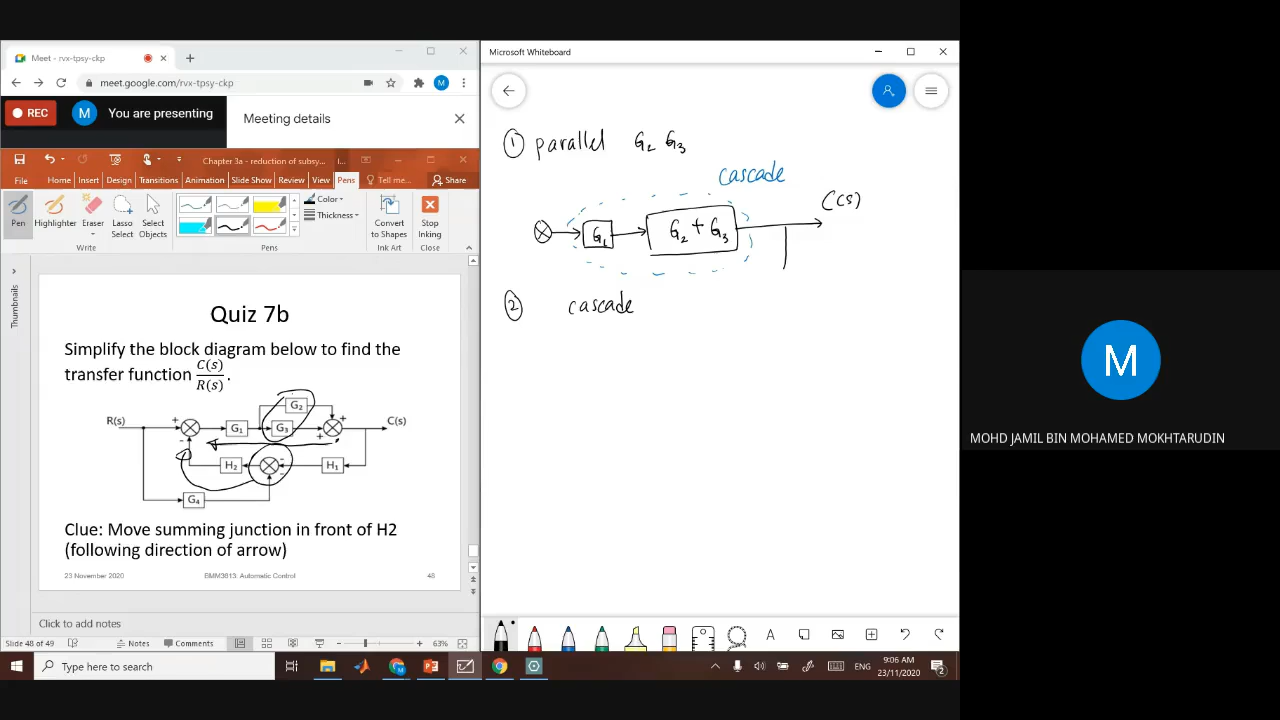 Meet - rvx-tpsy-ckp
meet.google.com/rvx-tpsy-ckp
M
REC
M
You are presenting
Meeting details
Chapter 3a - reduction of subsy...
I...
File
Home
Insert
Design
Transitions
Animation
Slide Show
Review
View
Pens
Tell me...
Share
Pen
Highlighter
Eraser
Lasso Select
Select Objects
Color
Thickness
Convert to Shapes
Stop Inking
Write
Pens
Ink Art
Close
Thumbnails
Quiz 7b
Simplify the block diagram below to find the
transfer function C(s)/R(s).
G2
R(s)
+
G1
G3
+
+
C(s)
-
H2
-
-
H1
G4
Clue: Move summing junction in front of H2
(following direction of arrow)
23 November 2020
BMM3813: Automatic Control
48
Click to add notes
Slide 48 of 49
Notes
Comments
63%
Type here to search
Microsoft Whiteboard
① parallel G2 G3
cascade
C(s)
G1
G2 + G3
② cascade
A
ENG
9:06 AM
23/11/2020
2
M
MOHD JAMIL BIN MOHAMED MOKHTARUDIN